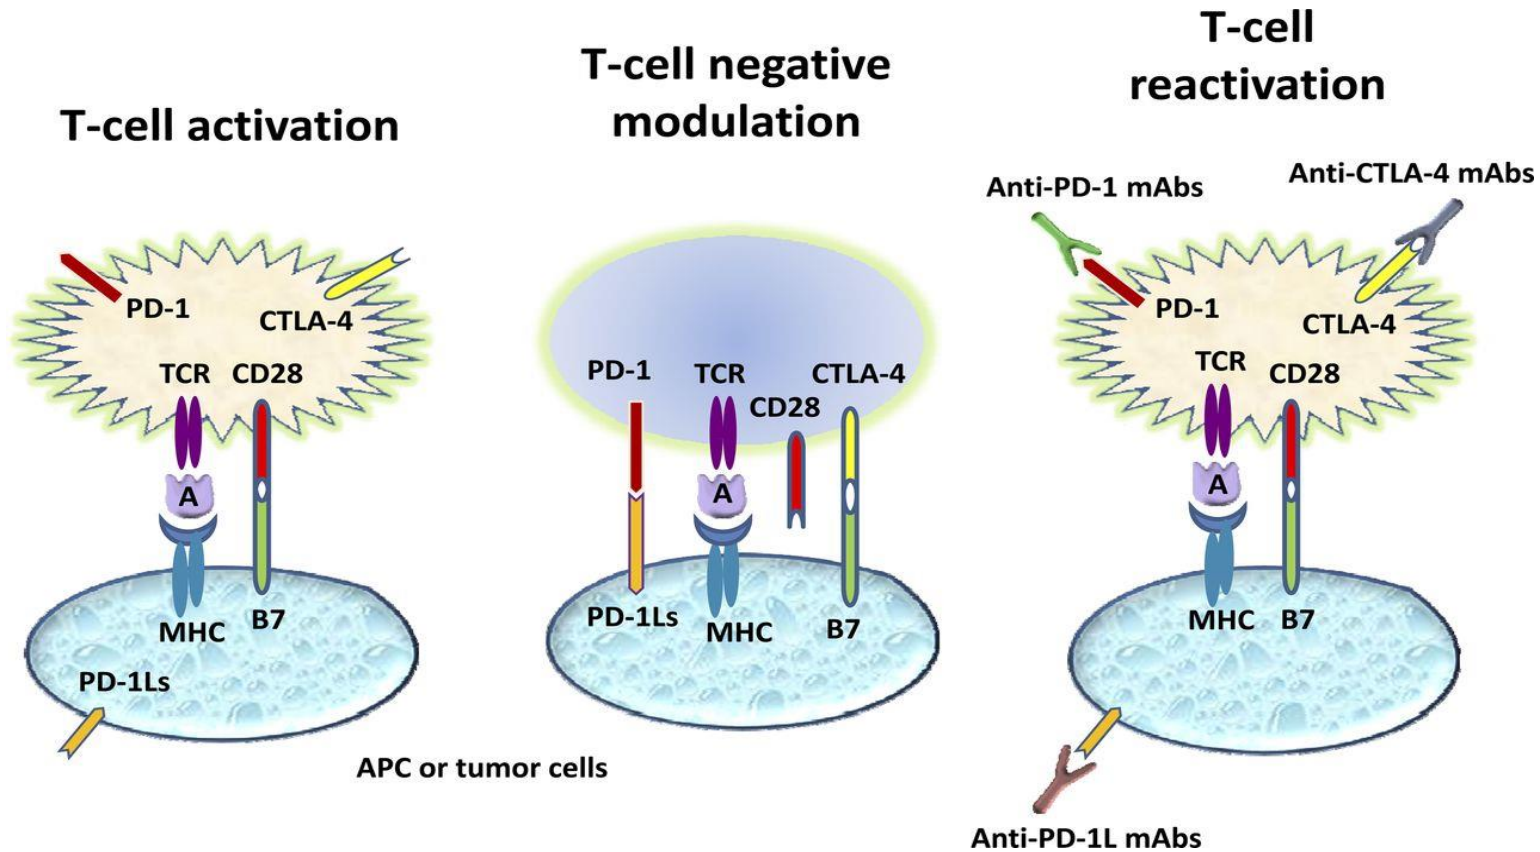 T-cell activation
PD-1
CTLA-4
TCR
CD28
A
MHC
B7
PD-1Ls
APC or tumor cells
T-cell negative
modulation
PD-1
TCR
CTLA-4
CD28
A
PD-1Ls
MHC
B7
T-cell
reactivation
Anti-PD-1 mAbs
Anti-CTLA-4 mAbs
PD-1
CTLA-4
TCR
CD28
A
MHC
B7
Anti-PD-1L mAbs